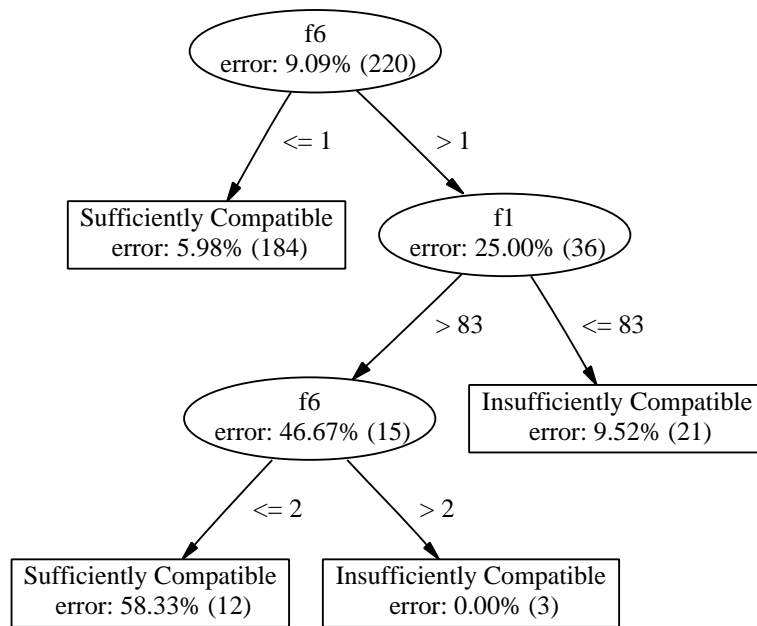 f6
error: 9.09% (220)
<= 1
> 1
Sufficiently Compatible
error: 5.98% (184)
f1
error: 25.00% (36)
> 83
<= 83
f6
error: 46.67% (15)
Insufficiently Compatible
error: 9.52% (21)
<= 2
> 2
Sufficiently Compatible
error: 58.33% (12)
Insufficiently Compatible
error: 0.00% (3)